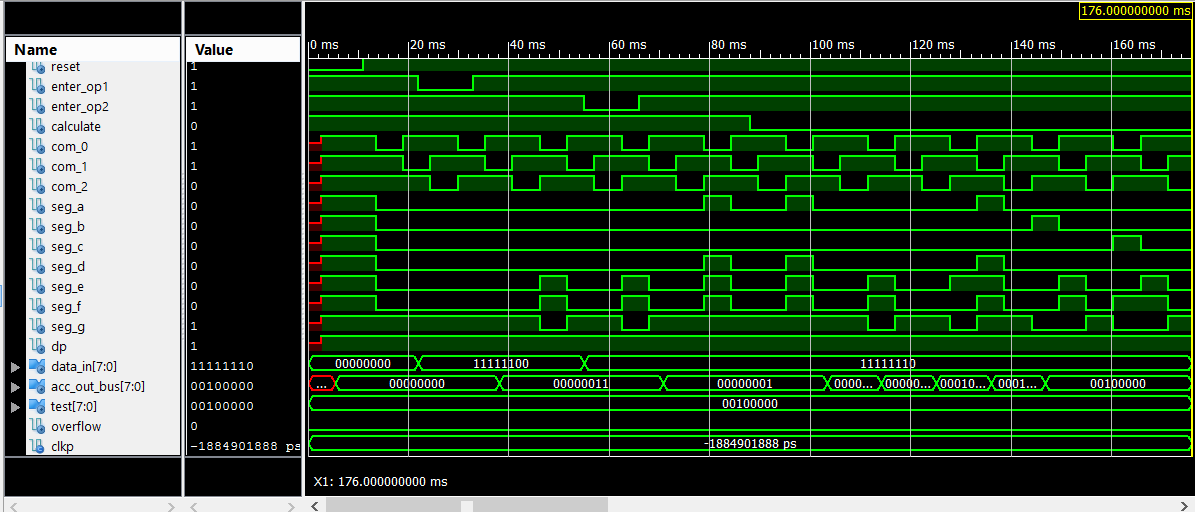 176.000000000 ms
Name Value
0 ms 20 ms 40 ms 60 ms 80 ms 100 ms 120 ms 140 ms 160 ms
reset 1
enter_op1 1
enter_op2 1
calculate 0
com_0 1
com_1 1
com_2 0
seg_a 0
seg_b 0
seg_c 0
seg_d 0
seg_e 0
seg_f 0
seg_g 1
dp 1
data_in[7:0] 11111110 00000000 11111100 11111110
acc_out_bus[7:0] 00100000 ... 00000000 00000011 00000001 0000... 00000... 00010... 0001... 00100000
test[7:0] 00100000 00100000
overflow 0
clkp -1884901888 ps -1884901888 ps
X1: 176.000000000 ms